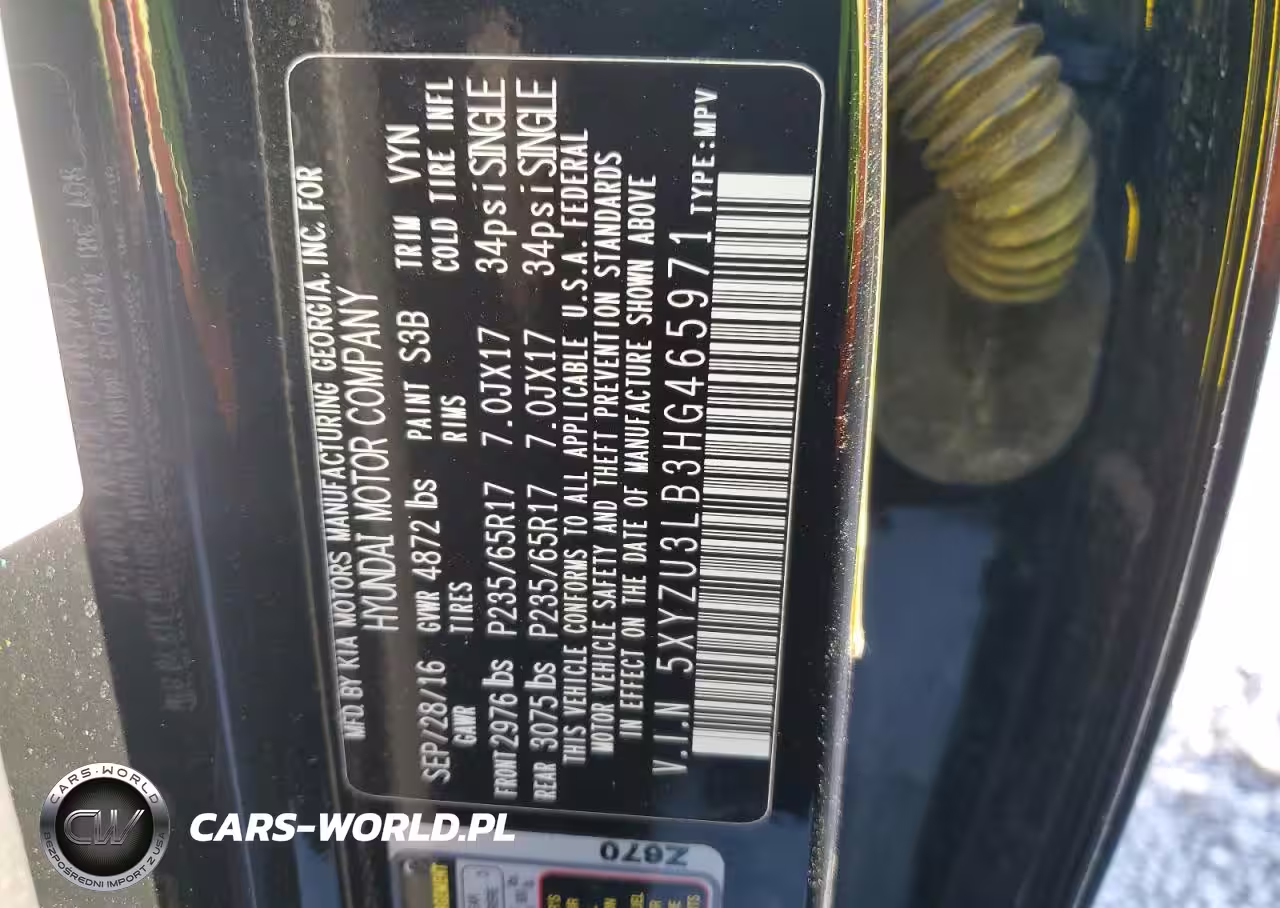 MFD BY KIA MOTORS MANUFACTURING GEORGIA, INC. FOR
HYUNDAI MOTOR COMPANY
SEP/28/16 GVWR 4872 lbs PAINT S3B TRIM VYN
GAWR TIRES RIMS COLD TIRE INFL
FRONT 2976 lbs P235/65R17 7.0JX17 34psi SINGLE
REAR 3075 lbs P235/65R17 7.0JX17 34psi SINGLE
THIS VEHICLE CONFORMS TO ALL APPLICABLE U.S.A. FEDERAL
MOTOR VEHICLE SAFETY AND THEFT PREVENTION STANDARDS
IN EFFECT ON THE DATE OF MANUFACTURE SHOWN ABOVE
V.I.N 5XYZU3LB3HG465971 TYPE:MPV
Z670
CARS-WORLD
CW
BEZPOŚREDNI IMPORT Z USA
CARS-WORLD.PL